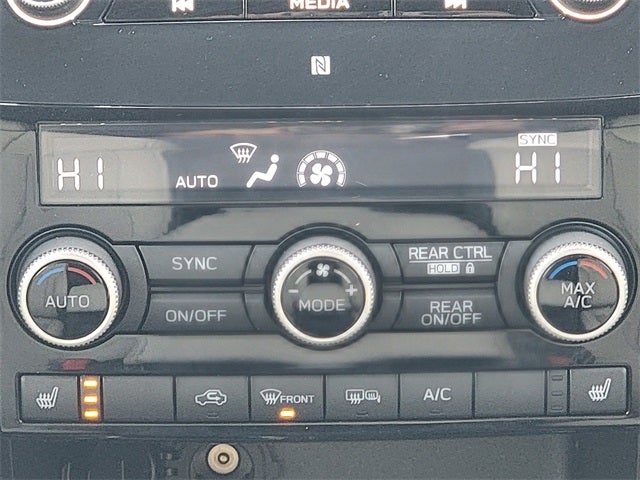 MEDIA
N
SYNC
HI AUTO HI
SYNC REAR CTRL
HOLD
AUTO MODE MAX
A/C
ON/OFF REAR
ON/OFF
FRONT A/C